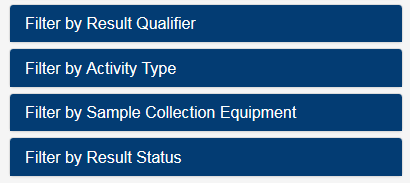 Filter by Result Qualifier
Filter by Activity Type
Filter by Sample Collection Equipment
Filter by Result Status